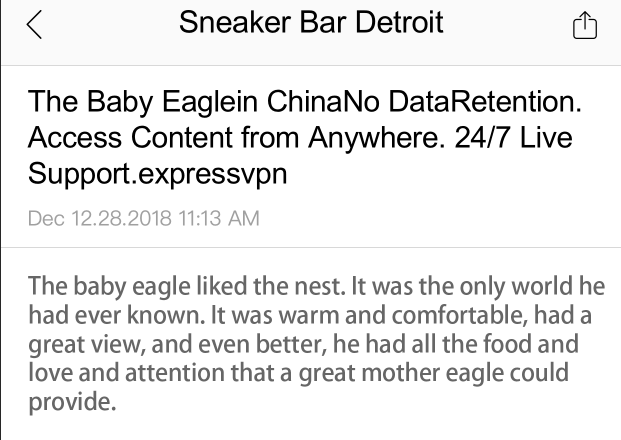 Sneaker Bar Detroit
The Baby Eaglein ChinaNo DataRetention.
Access Content from Anywhere. 24/7 Live
Support.expressvpn
Dec 12.28.2018 11:13 AM
The baby eagle liked the nest. It was the only world he
had ever known. It was warm and comfortable, had a
great view, and even better, he had all the food and
love and attention that a great mother eagle could
provide.